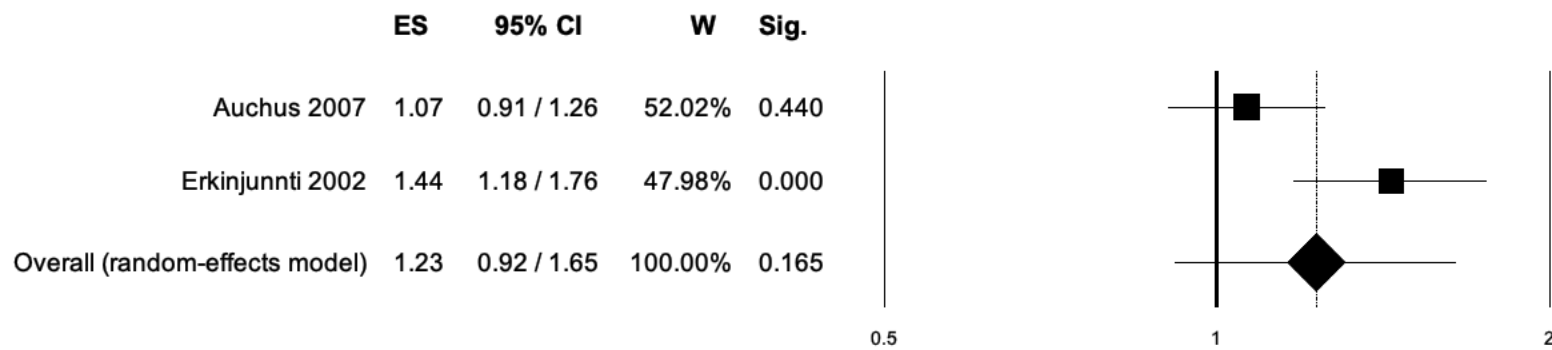 ES 95% CI W Sig.
Auchus 2007 1.07 0.91 / 1.26 52.02% 0.440
Erkinjunnti 2002 1.44 1.18 / 1.76 47.98% 0.000
Overall (random-effects model) 1.23 0.92 / 1.65 100.00% 0.165
0.5 1 2